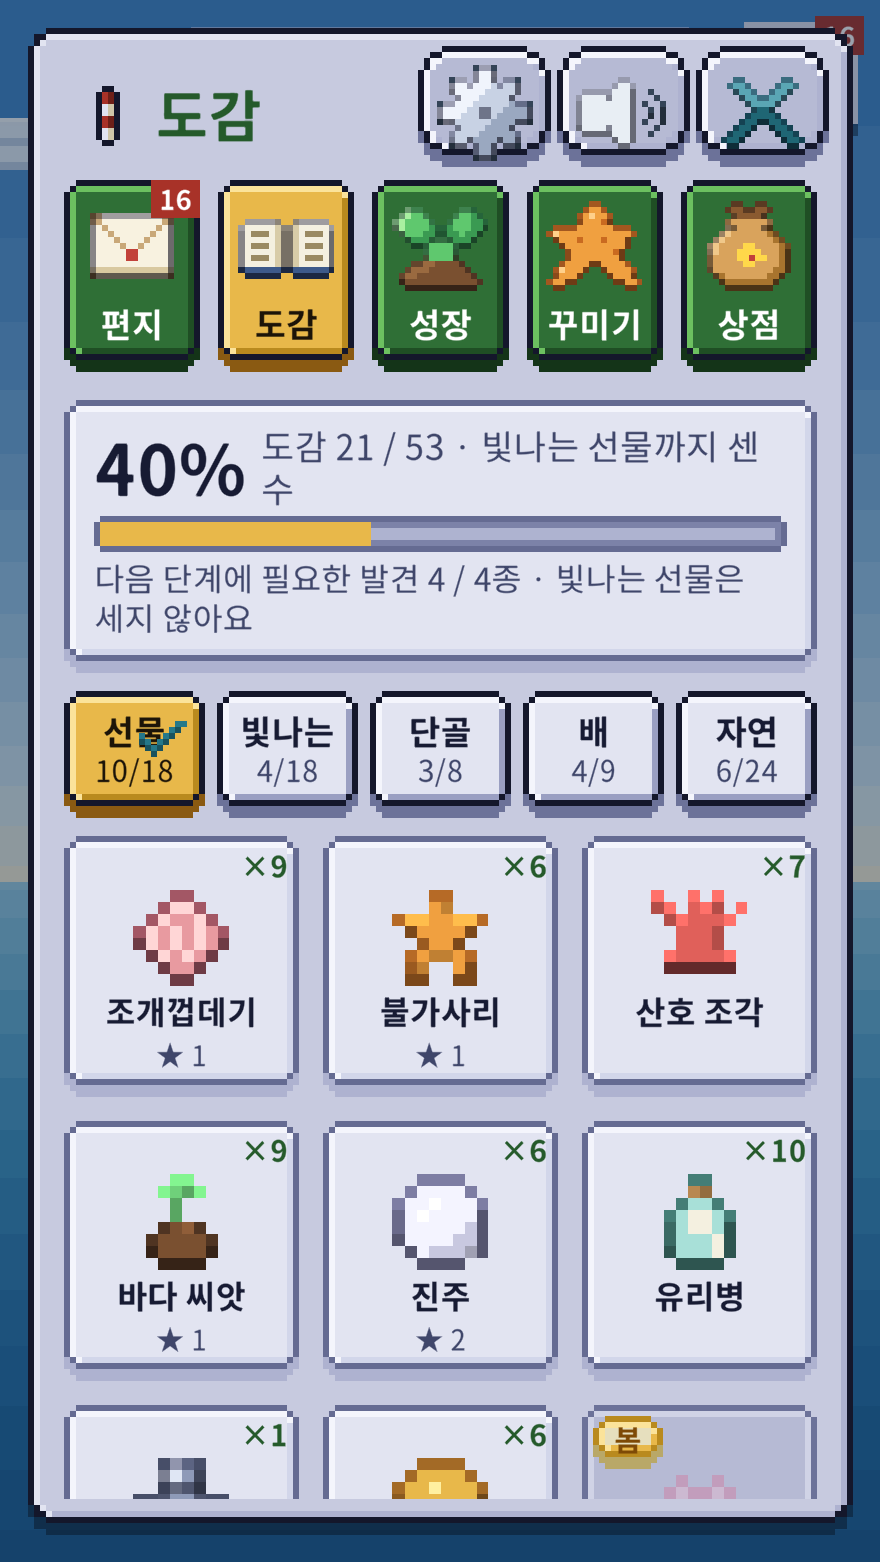 16
도감
16
편지
도감
성장
꾸미기
상점
40%
도감 21 / 53 · 빛나는 선물까지 센
수
다음 단계에 필요한 발견 4 / 4종 · 빛나는 선물은
세지 않아요
선물
10/18
빛나는
4/18
단골
3/8
배
4/9
자연
6/24
×9
조개껍데기
★ 1
×6
불가사리
★ 1
×7
산호 조각
×9
바다 씨앗
★ 1
×6
진주
★ 2
×10
유리병
×1
×6
봄